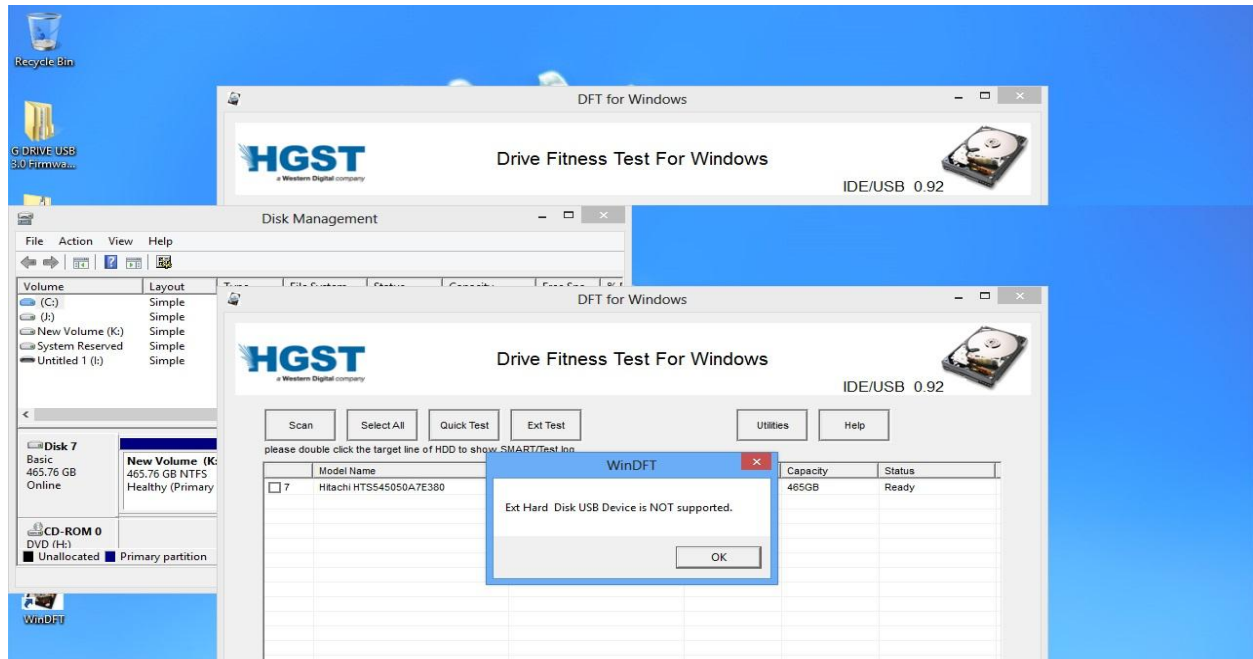 Recycle Bin
G DRIVE USB
3.0 Firmwa...
DFT for Windows
HGST
a Western Digital company
Drive Fitness Test For Windows
IDE/USB 0.92
Disk Management
File Action View Help
Volume Layout
(C:) Simple
(J:) Simple
New Volume (K:) Simple
System Reserved Simple
Untitled 1 (I:) Simple
Disk 7
Basic
465.76 GB
Online
New Volume (K:
465.76 GB NTFS
Healthy (Primary
CD-ROM 0
DVD (H:)
Unallocated Primary partition
WinDFT
DFT for Windows
HGST
a Western Digital company
Drive Fitness Test For Windows
IDE/USB 0.92
Scan Select All Quick Test Ext Test Utilities Help
please double click the target line of HDD to show SMART/Test log
Model Name Capacity Status
7 Hitachi HTS545050A7E380 465GB Ready
WinDFT
Ext Hard Disk USB Device is NOT supported.
OK